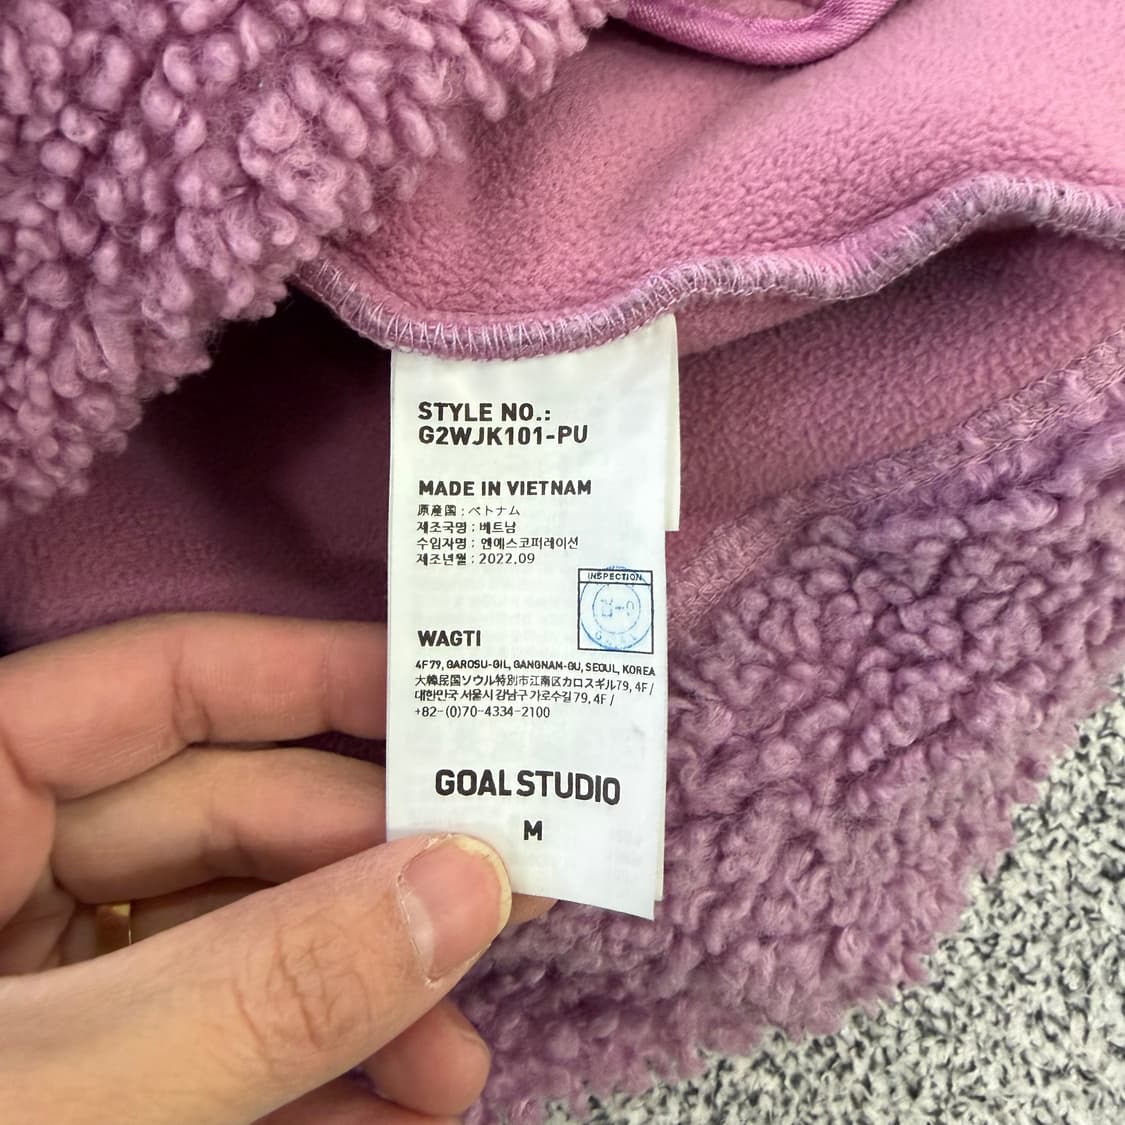 STYLE NO.:
G2WJK101-PU
MADE IN VIETNAM
原産国 : ベトナム
제조국명 : 베트남
수입자명 : 엔에스코퍼레이션
제조년월 : 2022.09
INSPECTION
WAGTI
4F 79, GAROSU-GIL, GANGNAM-GU, SEOUL, KOREA
大韓民国ソウル特別市江南区カロスギル79, 4F /
대한민국 서울시 강남구 가로수길 79, 4F /
+82-(0)70-4334-2100
GOAL STUDIO
M